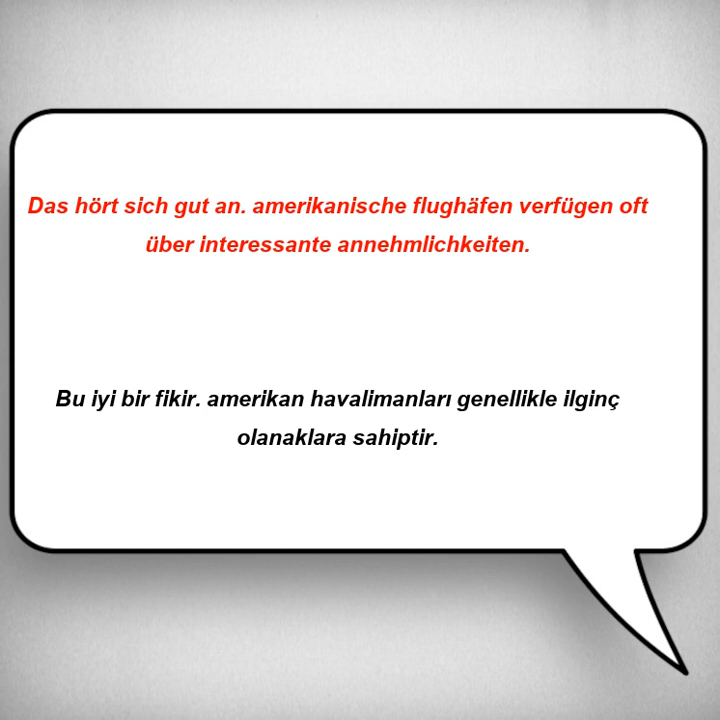 Das hört sich gut an. amerikanische flughäfen verfügen oft
über interessante annehmlichkeiten.
Bu iyi bir fikir. amerikan havalimanları genellikle ilginç
olanaklara sahiptir.